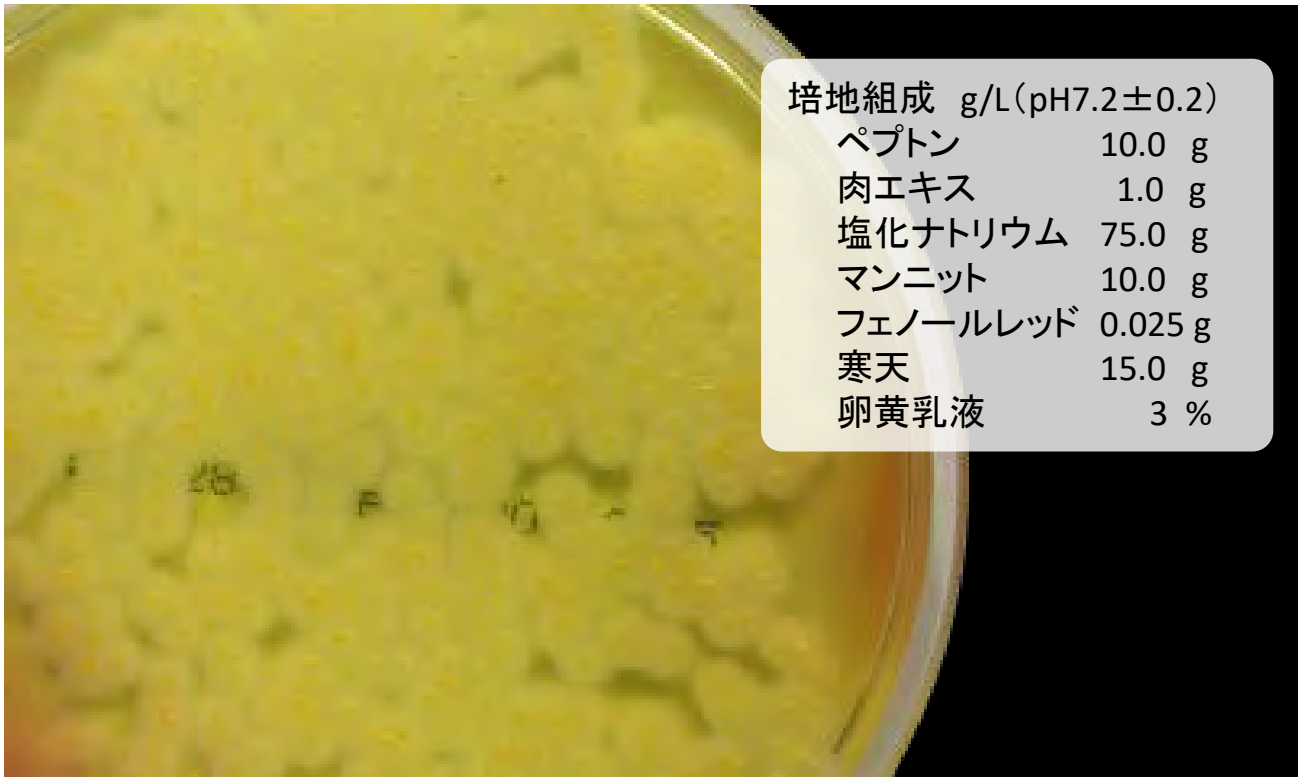 培地組成 g/L(pH7.2±0.2)
ペプトン 10.0 g
肉エキス 1.0 g
塩化ナトリウム 75.0 g
マンニット 10.0 g
フェノールレッド 0.025 g
寒天 15.0 g
卵黄乳液 3 %